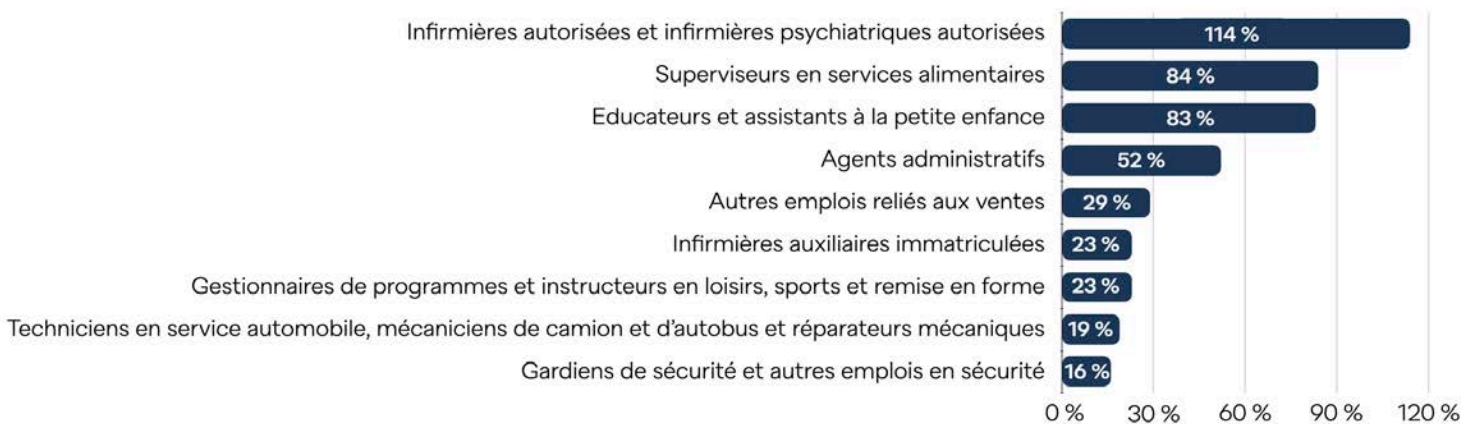 Infirmières autorisées et infirmières psychiatriques autorisées 114 %
Superviseurs en services alimentaires 84 %
Educateurs et assistants à la petite enfance 83 %
Agents administratifs 52 %
Autres emplois reliés aux ventes 29 %
Infirmières auxiliaires immatriculées 23 %
Gestionnaires de programmes et instructeurs en loisirs, sports et remise en forme 23 %
Techniciens en service automobile, mécaniciens de camion et d’autobus et réparateurs mécaniques 19 %
Gardiens de sécurité et autres emplois en sécurité 16 %
0 % 30 % 60 % 90 % 120 %